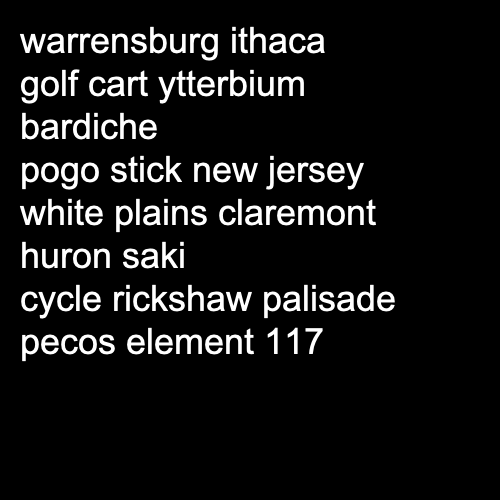 warrensburg ithaca
golf cart ytterbium
bardiche
pogo stick new jersey
white plains claremont
huron saki
cycle rickshaw palisade
pecos element 117